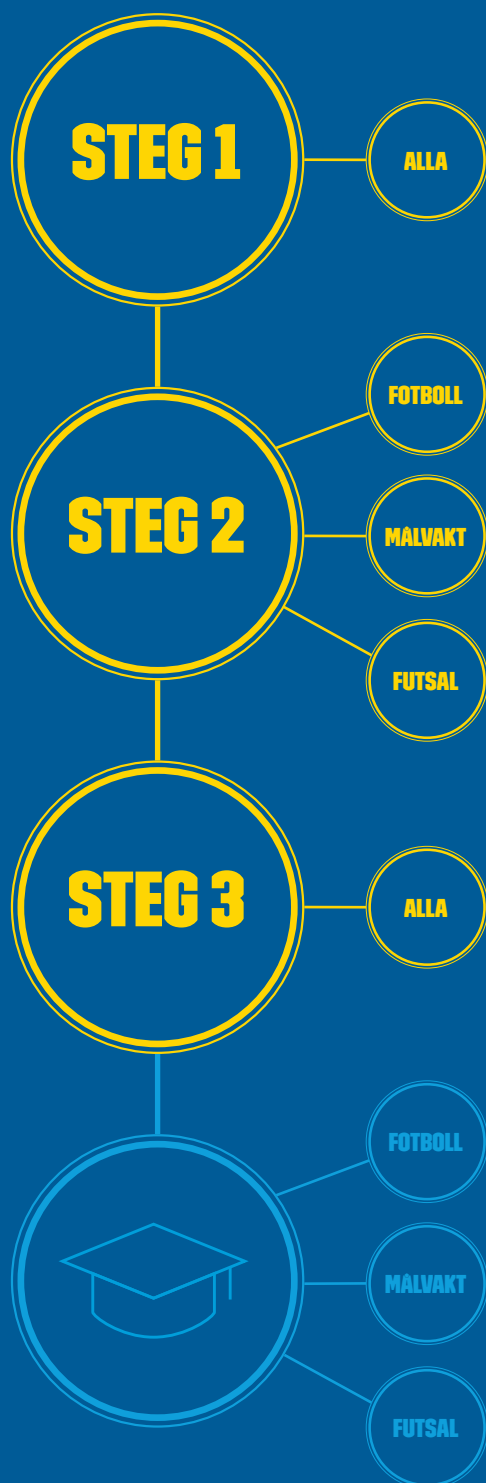 STEG 1
ALLA
STEG 2
FOTBOLL
MÅLVAKT
FUTSAL
STEG 3
ALLA
FOTBOLL
MÅLVAKT
FUTSAL